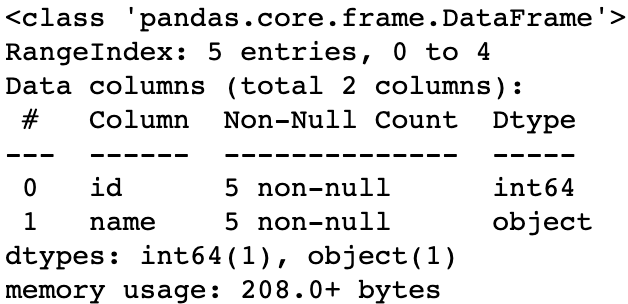 <class 'pandas.core.frame.DataFrame'>
RangeIndex: 5 entries, 0 to 4
Data columns (total 2 columns):
 #   Column  Non-Null Count  Dtype
---  ------  --------------  -----
 0   id      5 non-null      int64
 1   name    5 non-null      object
dtypes: int64(1), object(1)
memory usage: 208.0+ bytes